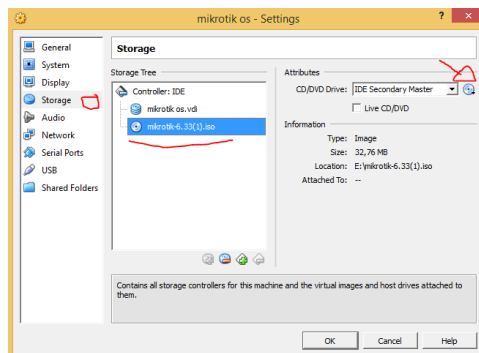 mikrotik os - Settings
?
×
General
System
Display
Storage
Audio
Network
Serial Ports
USB
Shared Folders
Storage
Storage Tree
Controller: IDE
mikrotik os.vdi
mikrotik-6.33(1).iso
Attributes
CD/DVD Drive: IDE Secondary Master
Live CD/DVD
Information
Type: Image
Size: 32,76 MB
Location: E:\mikrotik-6.33(1).iso
Attached To: --
Contains all storage controllers for this machine and the virtual images and host drives attached to
them.
OK Cancel Help